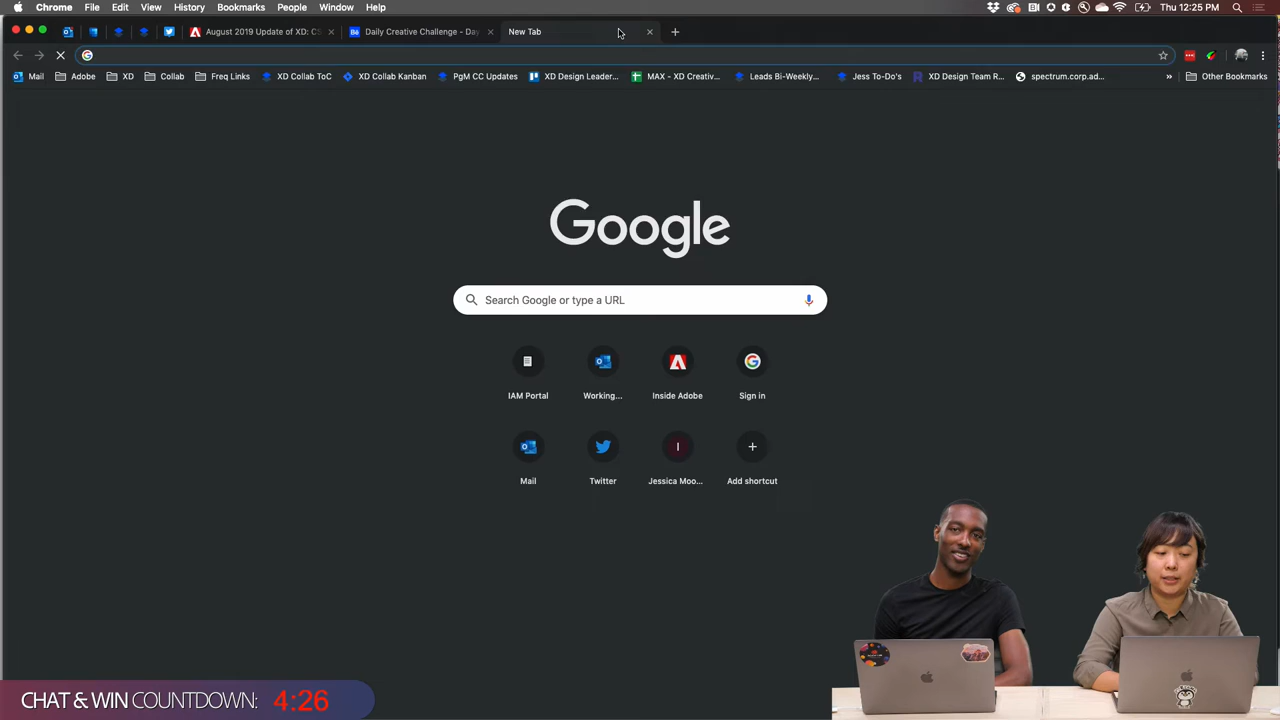 Chrome File Edit View History Bookmarks People Window Help
Thu 12:25 PM
August 2019 Update of XD: CS
Daily Creative Challenge - Day
New Tab
Mail Adobe XD Collab Freq Links XD Collab ToC XD Collab Kanban PgM CC Updates XD Design Leader... MAX - XD Creativ... Leads Bi-Weekly... Jess To-Do's XD Design Team R... spectrum.corp.ad... » Other Bookmarks
Google
Search Google or type a URL
IAM Portal Working... Inside Adobe Sign in
I
Mail Twitter Jessica Moo... Add shortcut
CHAT & WIN COUNTDOWN: 4:26